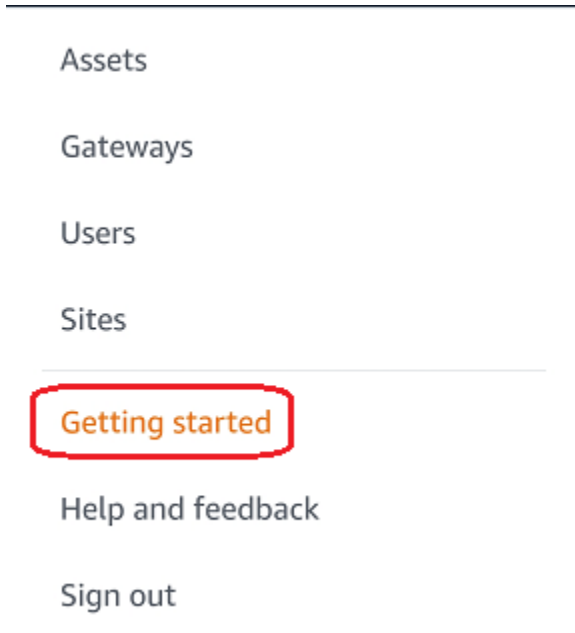 Assets
Gateways
Users
Sites
Getting started
Help and feedback
Sign out